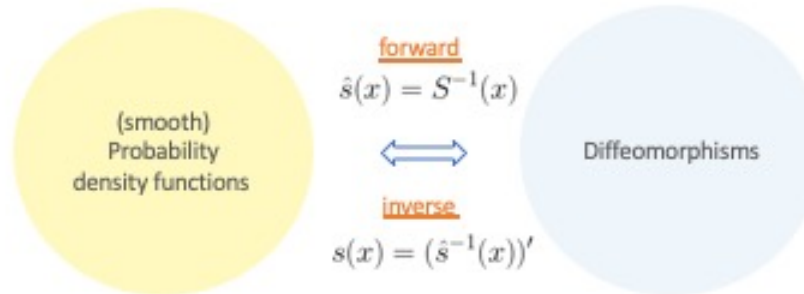 (smooth)
Probability
density functions
forward
ŝ(x) = S⁻¹(x)
inverse
s(x) = (ŝ⁻¹(x))′
Diffeomorphisms